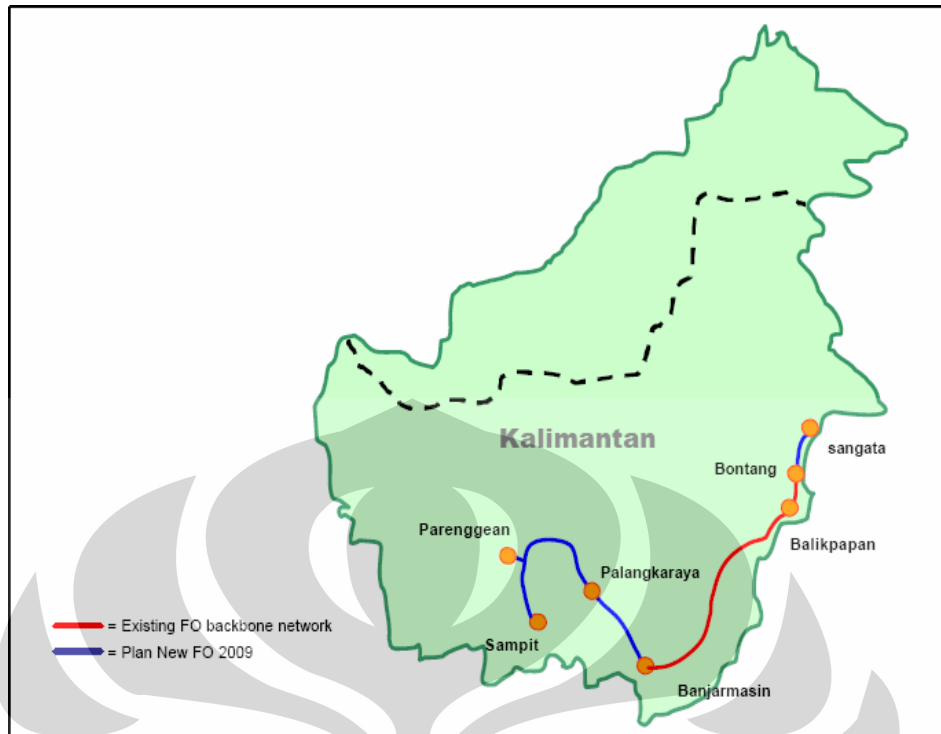 Kalimantan
sangata
Bontang
Balikpapan
Parenggean
Palangkaraya
Sampit
Banjarmasin
= Existing FO backbone network
= Plan New FO 2009